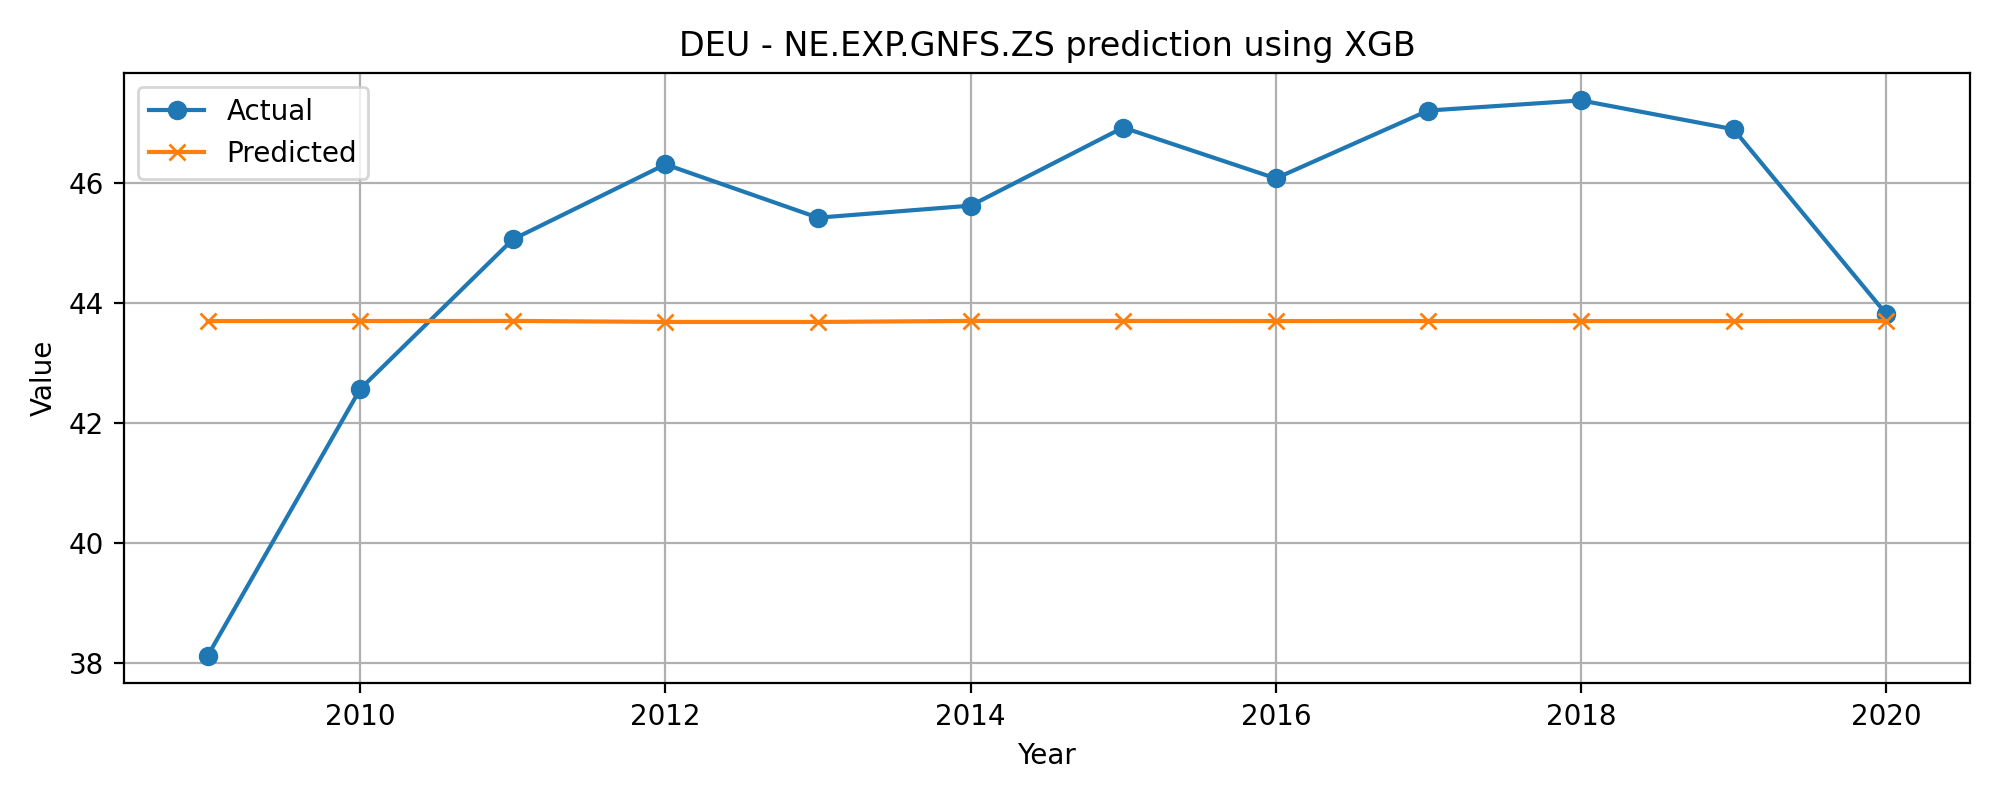 DEU - NE.EXP.GNFS.ZS prediction using XGB
Actual
Predicted
46
44
42
40
38
Value
2010 2012 2014 2016 2018 2020
Year